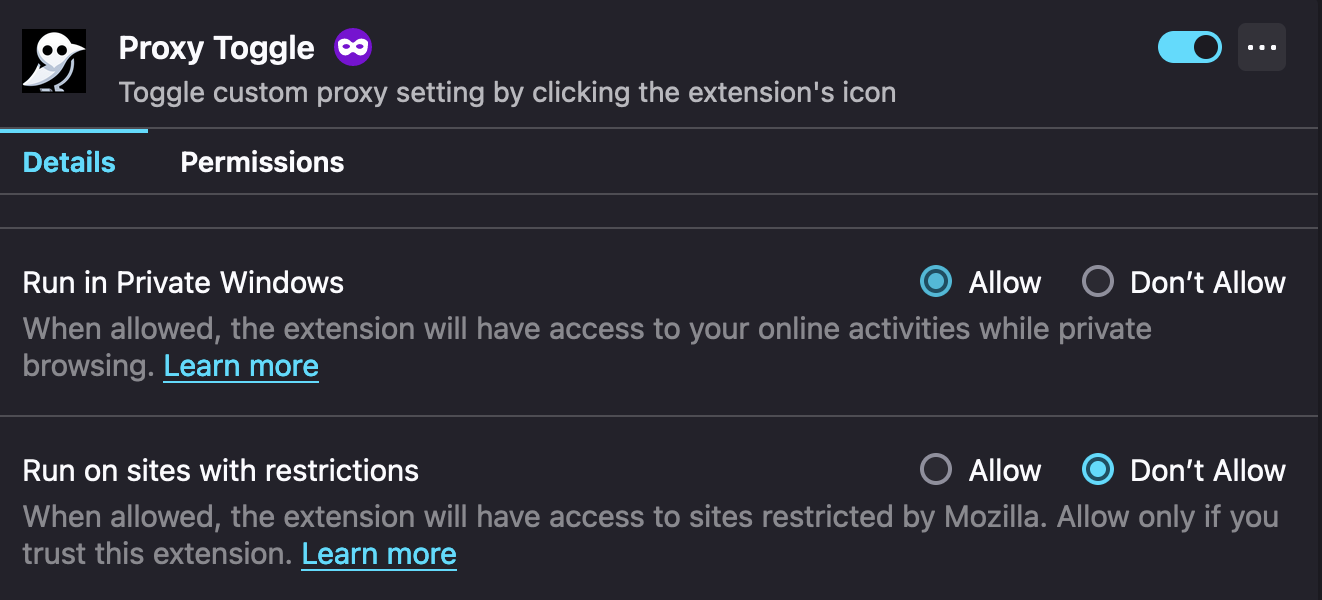 Proxy Toggle
Toggle custom proxy setting by clicking the extension's icon
Details Permissions
Run in Private Windows Allow Don’t Allow
When allowed, the extension will have access to your online activities while private
browsing. Learn more
Run on sites with restrictions Allow Don’t Allow
When allowed, the extension will have access to sites restricted by Mozilla. Allow only if you
trust this extension. Learn more